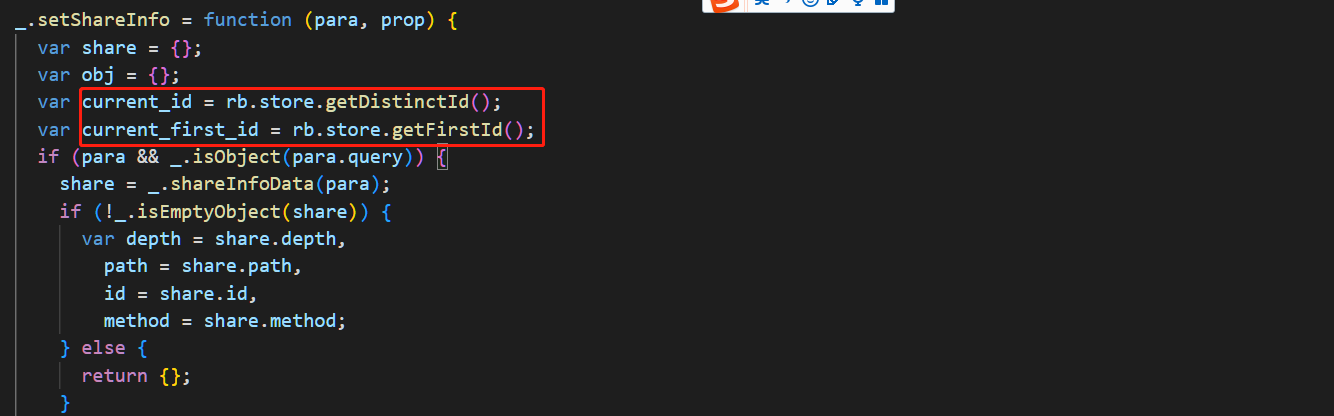 _.setShareInfo = function (para, prop) {
var share = {};
var obj = {};
var current_id = rb.store.getDistinctId();
var current_first_id = rb.store.getFirstId();
if (para && _.isObject(para.query)) {
share = _.shareInfoData(para);
if (!_.isEmptyObject(share)) {
var depth = share.depth,
path = share.path,
id = share.id,
method = share.method;
} else {
return {};
}